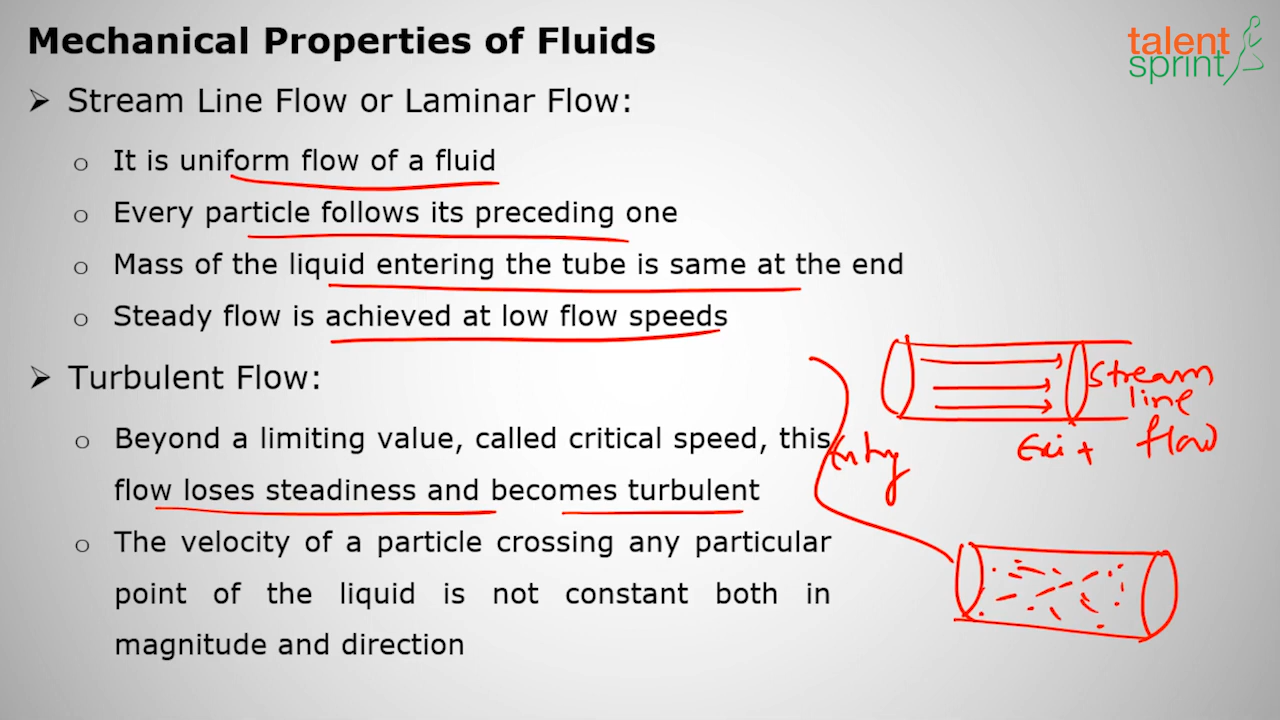 Mechanical Properties of Fluids
talent
sprint
➢ Stream Line Flow or Laminar Flow:
o It is uniform flow of a fluid
o Every particle follows its preceding one
o Mass of the liquid entering the tube is same at the end
o Steady flow is achieved at low flow speeds
➢ Turbulent Flow:
o Beyond a limiting value, called critical speed, this
flow loses steadiness and becomes turbulent
o The velocity of a particle crossing any particular
point of the liquid is not constant both in
magnitude and direction
Stream
line
flow
Entry
Exit